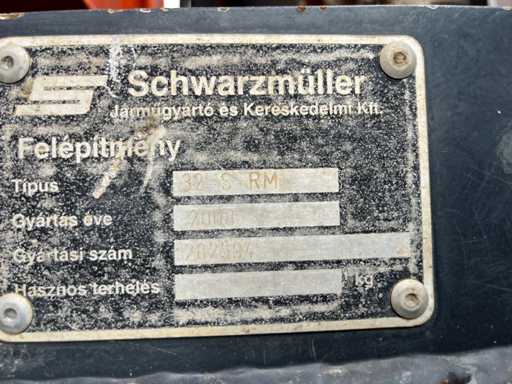 Schwarzmüller
Járműgyártó és Kereskedelmi Kft.
Felépítmény
Típus 32 S RM
Gyártás éve
Gyártási szám
Hasznos terhelés kg